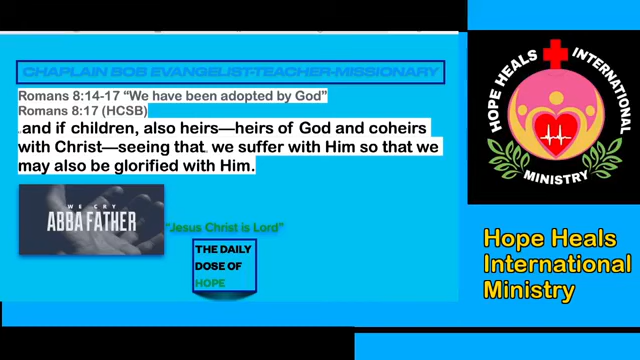 CHAPLAIN BOB EVANGELIST-TEACHER-MISSIONARY
Romans 8:14-17 “We have been adopted by God”
Romans 8:17 (HCSB)
and if children, also heirs—heirs of God and coheirs
with Christ—seeing that we suffer with Him so that we
may also be glorified with Him.
WE CRY
ABBA FATHER
“Jesus Christ is Lord”
THE DAILY
DOSE OF
HOPE
HOPE HEALS INTERNATIONAL
MINISTRY
Hope Heals
International
Ministry